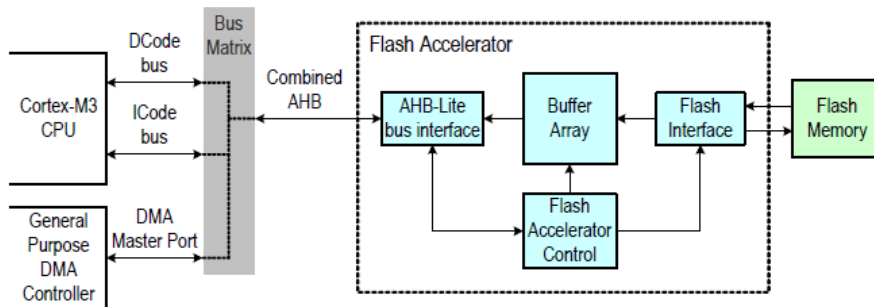 Bus
Matrix
DCode
bus
Cortex-M3
CPU
ICode
bus
General
Purpose
DMA
Controller
DMA
Master Port
Combined
AHB
Flash Accelerator
AHB-Lite
bus interface
Buffer
Array
Flash
Interface
Flash
Memory
Flash
Accelerator
Control